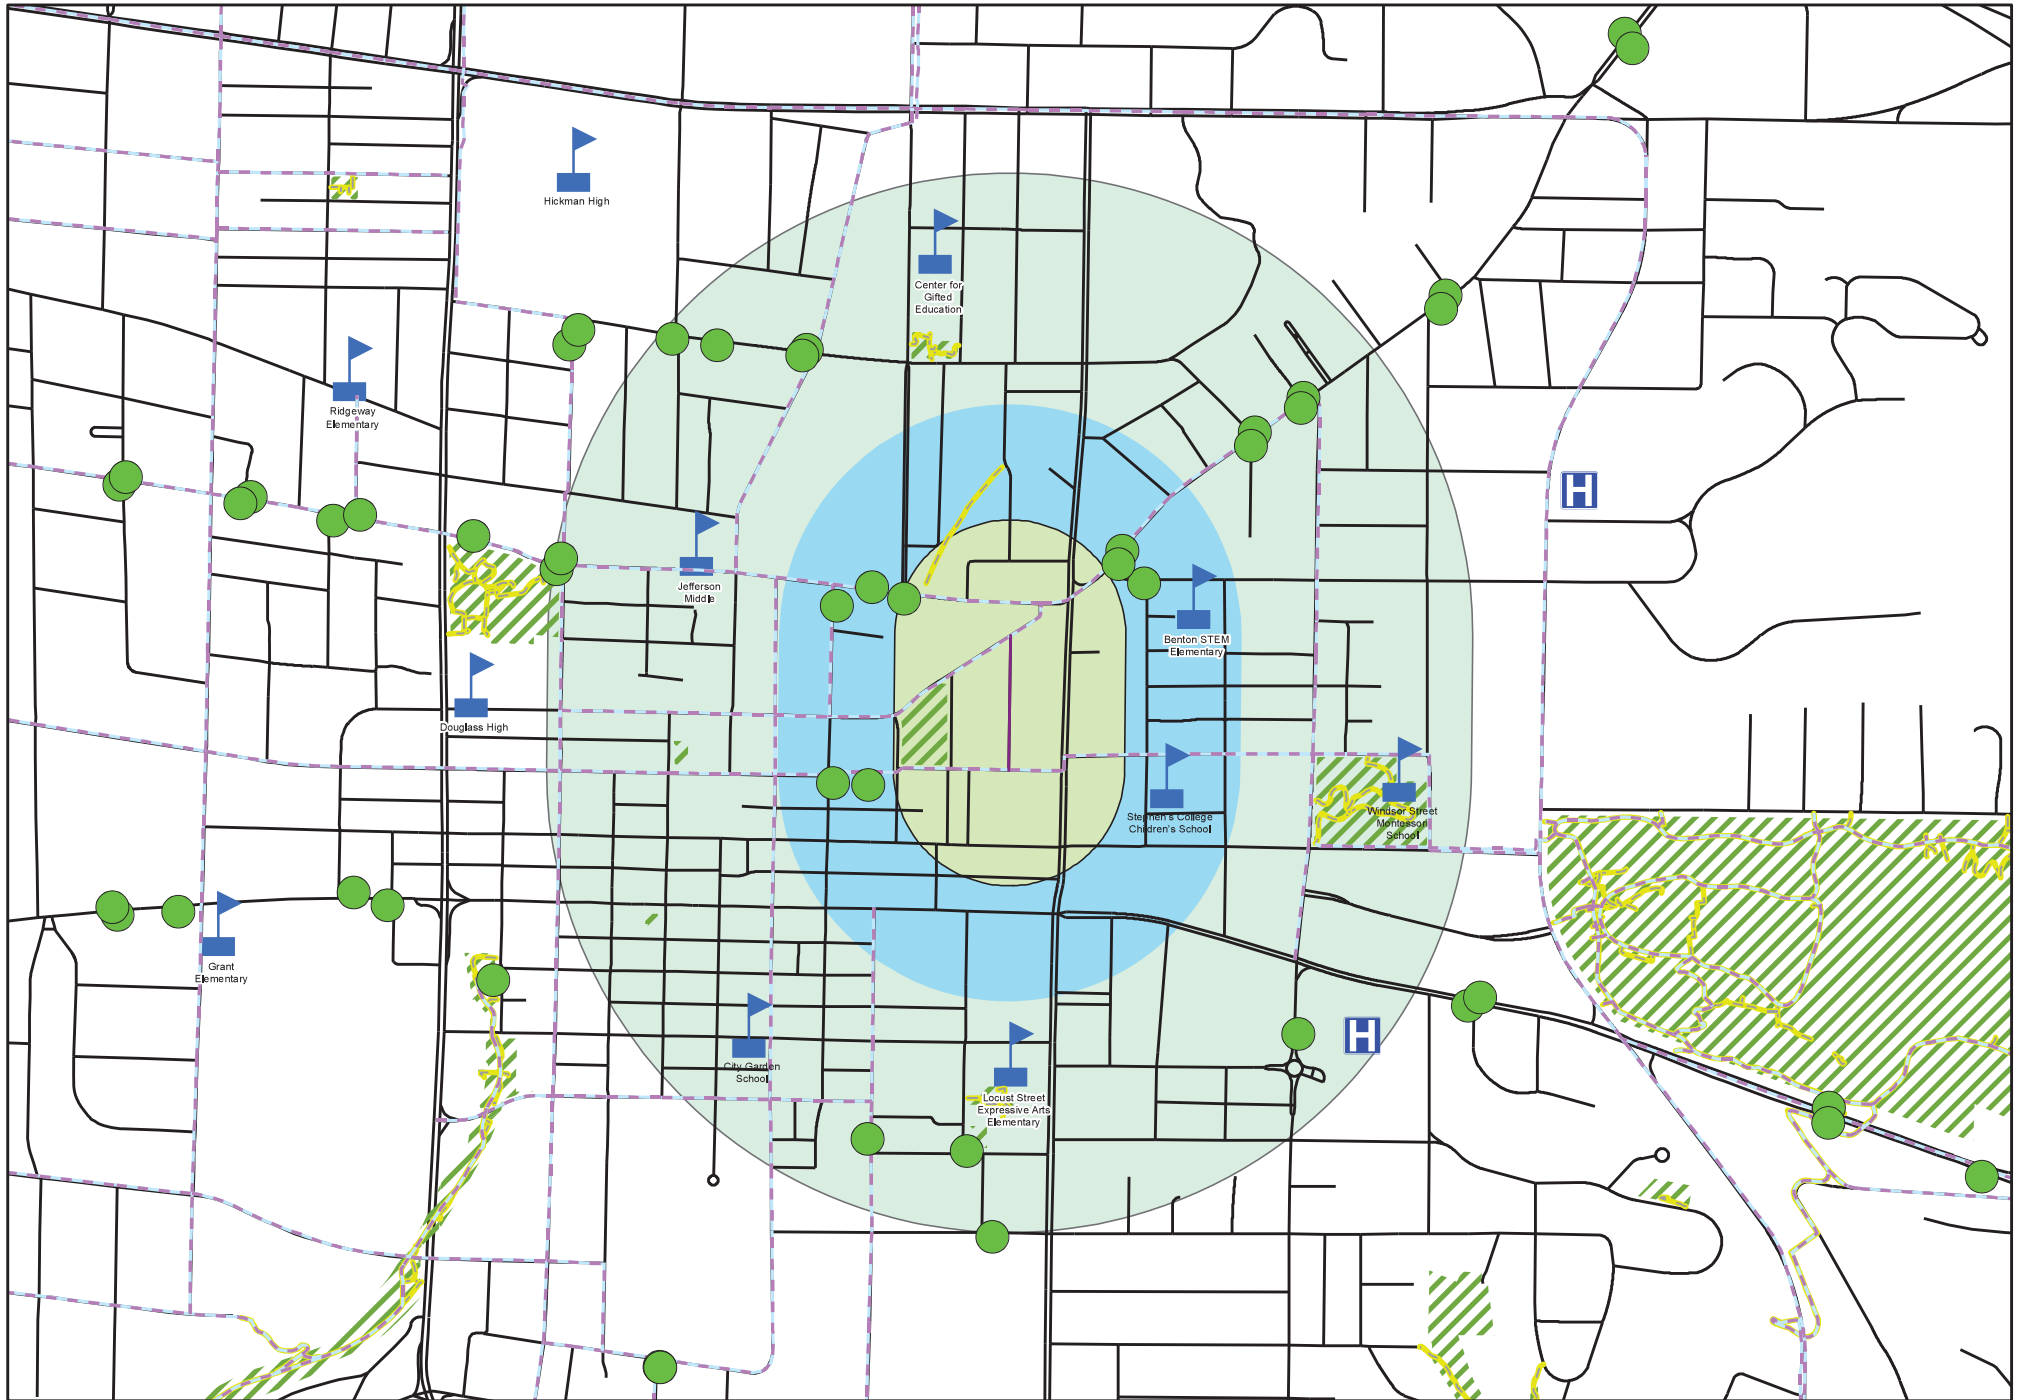 Hickman High
Center for
Gifted
Education
Ridgeway
Elementary
H
Jefferson
Middle
Benton STEM
Elementary
Douglass High
Stephen's College
Children's School
Windsor Street
Montessori
School
Grant
Elementary
City Garden
School
H
Locust Street
Expressive Arts
Elementary